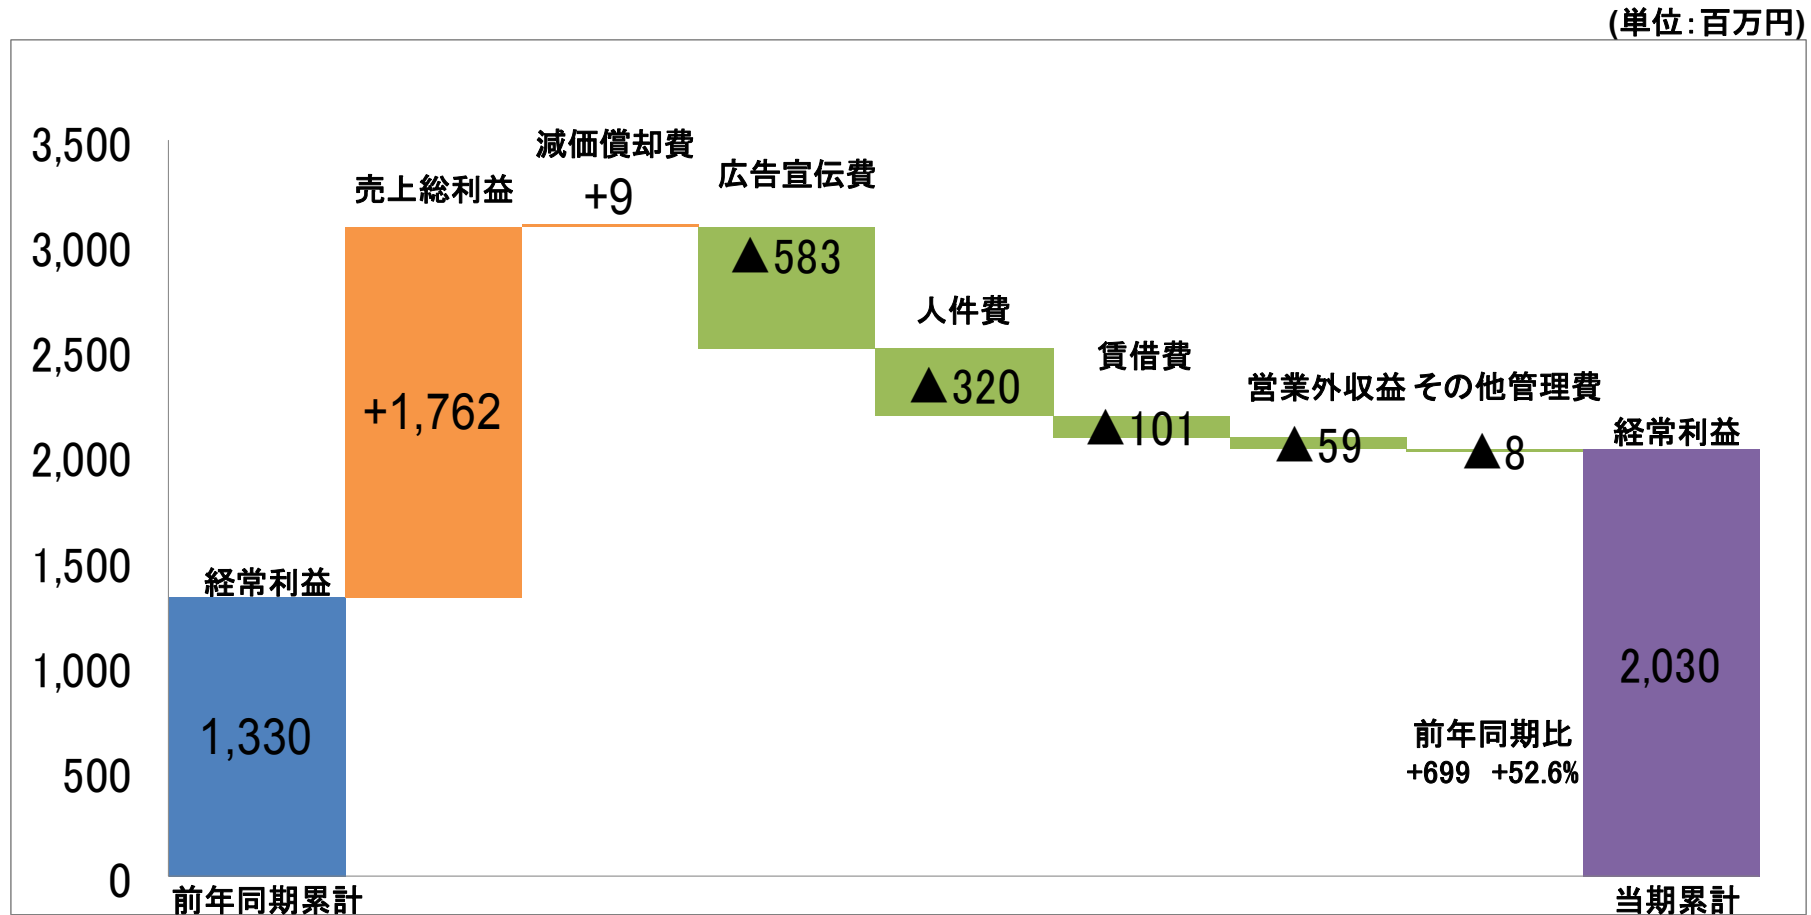 (単位：百万円)
3,500
3,000
2,500
2,000
1,500
1,000
500
0
経常利益
1,330
前年同期累計
売上総利益
+1,762
減価償却費
+9
広告宣伝費
▲583
人件費
▲320
賃借費
▲101
営業外収益
▲59
その他管理費
▲8
経常利益
2,030
前年同期比
+699 +52.6%
当期累計